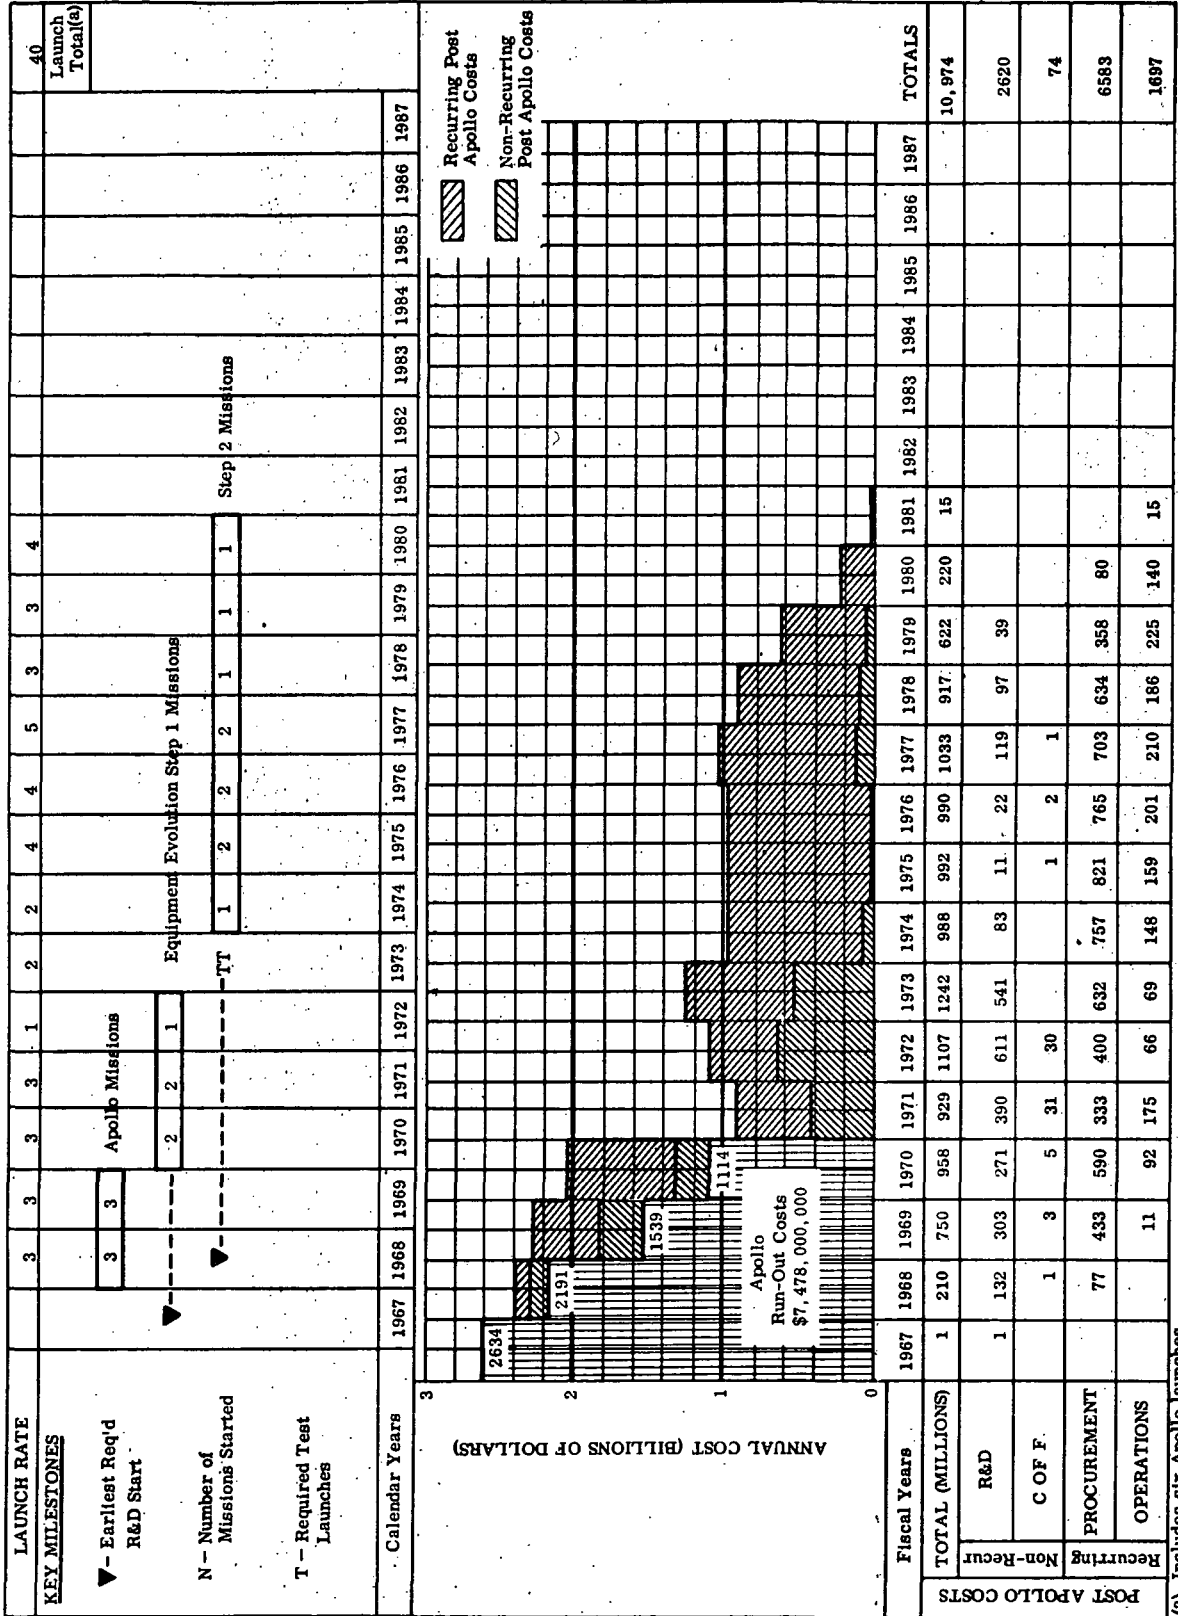 LAUNCH RATE 3 3 3 3 1 2 2 4 4 5 3 3 4 40
KEY MILESTONES Launch Total(a)
▼ – Earliest Req'd
R&D Start
N – Number of
Missions Started
T – Required Test
Launches
3 3 Apollo Missions
2 2 1 Equipment Evolution Step 1 Missions
TT 1 2 2 2 1 1 1 Step 2 Missions
Calendar Years 1967 1968 1969 1970 1971 1972 1973 1974 1975 1976 1977 1978 1979 1980 1981 1982 1983 1984 1985 1986 1987
ANNUAL COST (BILLIONS OF DOLLARS)
3
2
1
0
Recurring Post
Apollo Costs
Non-Recurring
Post Apollo Costs
2634
2191
1539
1114
Apollo
Run-Out Costs
$7,478,000,000
Fiscal Years 1967 1968 1969 1970 1971 1972 1973 1974 1975 1976 1977 1978 1979 1980 1981 1982 1983 1984 1985 1986 1987 TOTALS
POST APOLLO COSTS
TOTAL (MILLIONS) 1 210 750 958 929 1107 1242 988 992 990 1033 917 622 220 15 10,974
Non-Recur
R&D 1 132 303 271 390 611 541 83 11 22 119 97 39 2620
C OF F 1 3 5 31 30 1 2 1 74
Recurring
PROCUREMENT 77 433 590 333 400 632 757 821 765 703 634 358 80 6583
OPERATIONS 11 92 175 66 69 148 159 201 210 186 225 140 15 1697
(a) Includes six Apollo launches